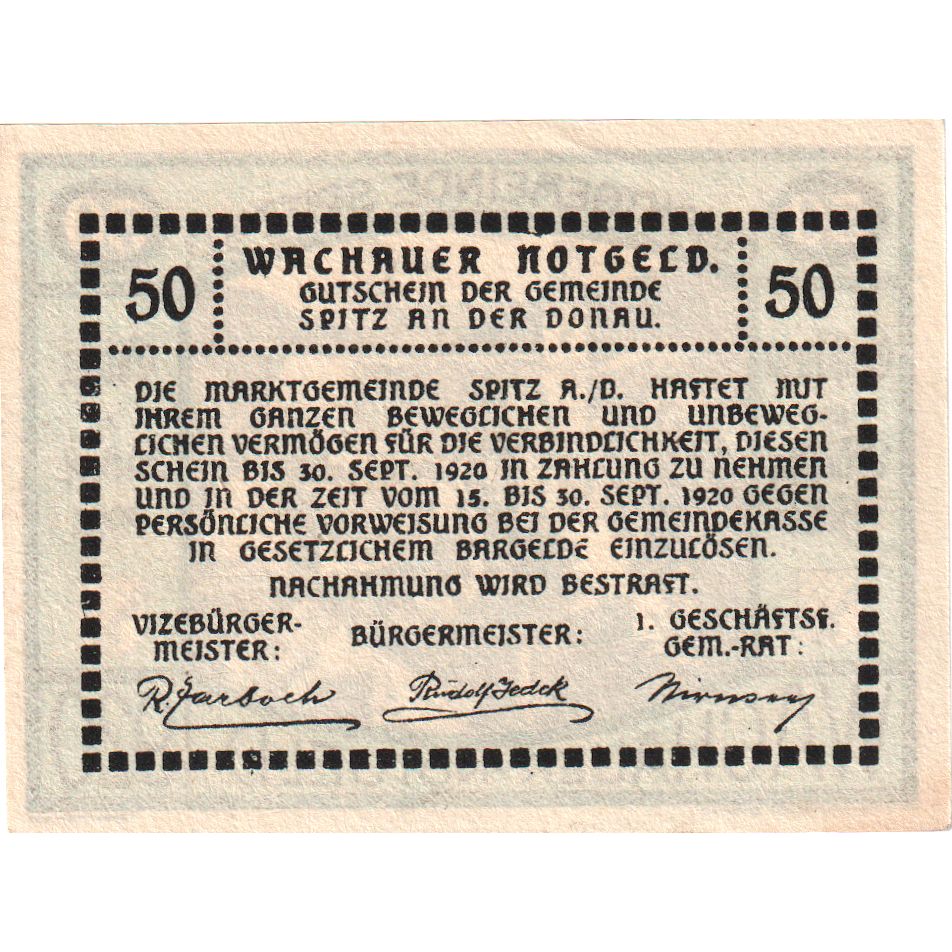 WACHAUER NOTGELD.
50 GUTSCHEIN DER GEMEINDE 50
SPITZ AN DER DONAU.
DIE MARKTGEMEINDE SPITZ A./D. HAFTET MIT
IHREM GANZEN BEWEGLICHEN UND UNBEWEG-
LICHEN VERMÖGEN FÜR DIE VERBINDLICHKEIT, DIESEN
SCHEIN BIS 30. SEPT. 1920 IN ZAHLUNG ZU NEHMEN
UND IN DER ZEIT VOM 15. BIS 30. SEPT. 1920 GEGEN
PERSÖNLICHE VORWEISUNG BEI DER GEMEINDEKASSE
IN GESETZLICHEM BARGELDE EINZULÖSEN.
NACHAHMUNG WIRD BESTRAFT.
VIZEBÜRGER-
MEISTER:
BÜRGERMEISTER:
1. GESCHÄFTSF.
GEM.-RAT:
Rudolf Jedek